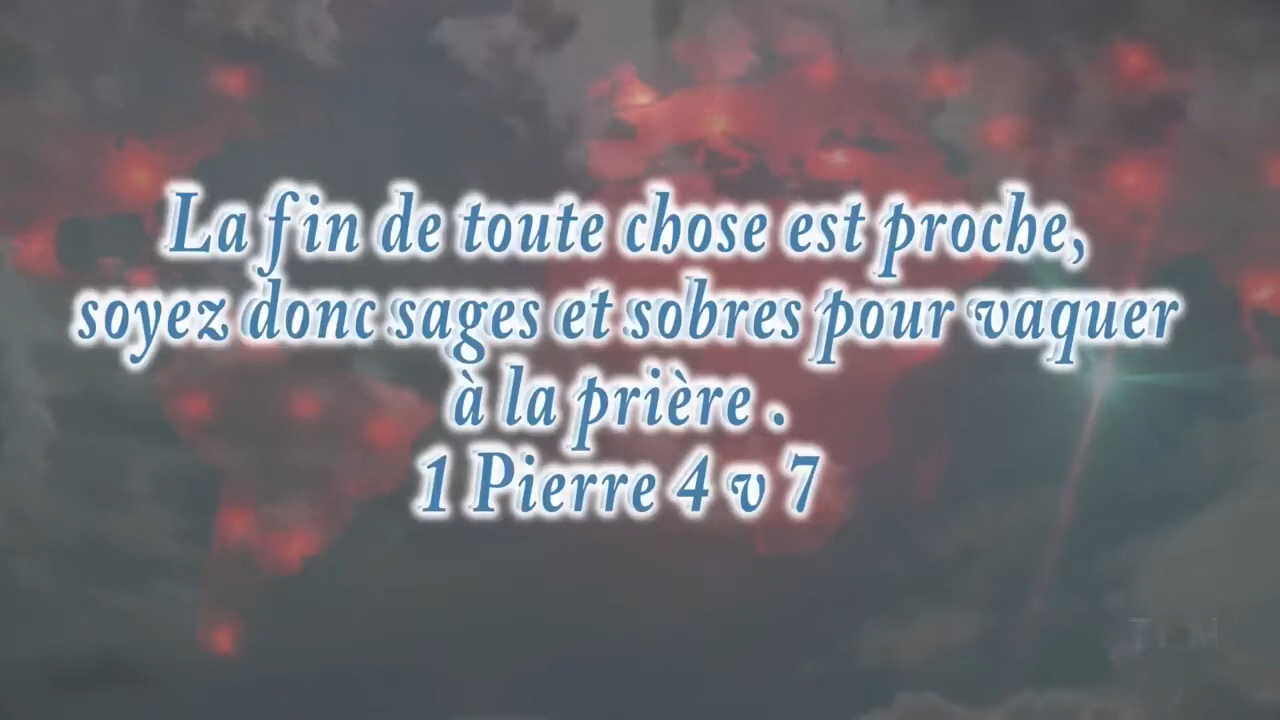 La fin de toute chose est proche,
soyez donc sages et sobres pour vaquer
à la prière .
1 Pierre 4 v 7